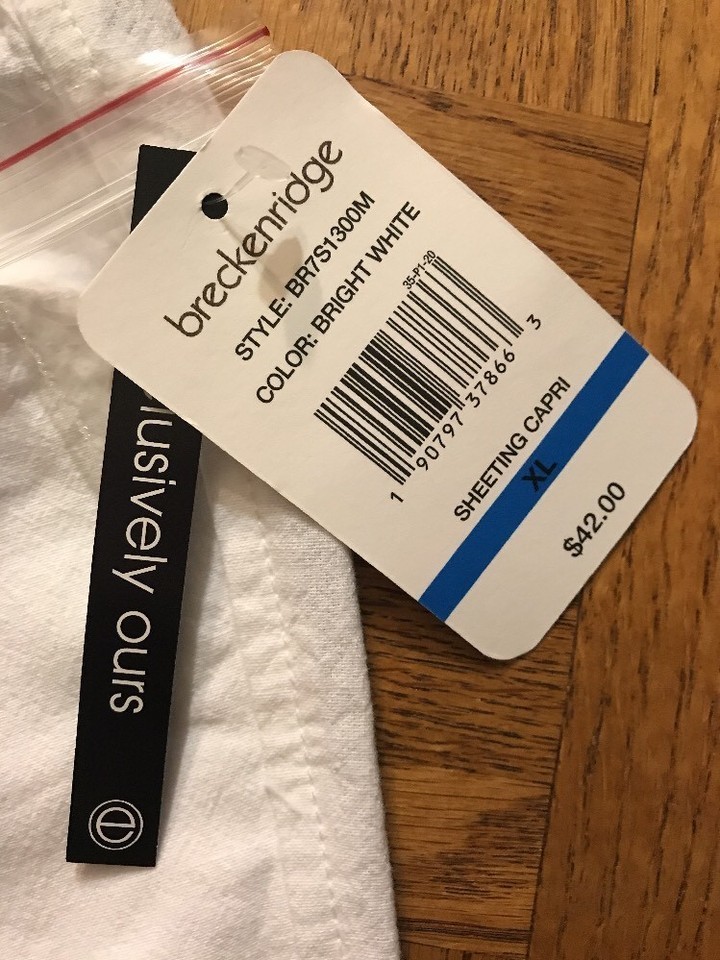 breckenridge
STYLE: BR7S1300M
COLOR: BRIGHT WHITE
35-P1-20
1 90797 37866 3
SHEETING CAPRI
XL
$42.00
lusively ours
e